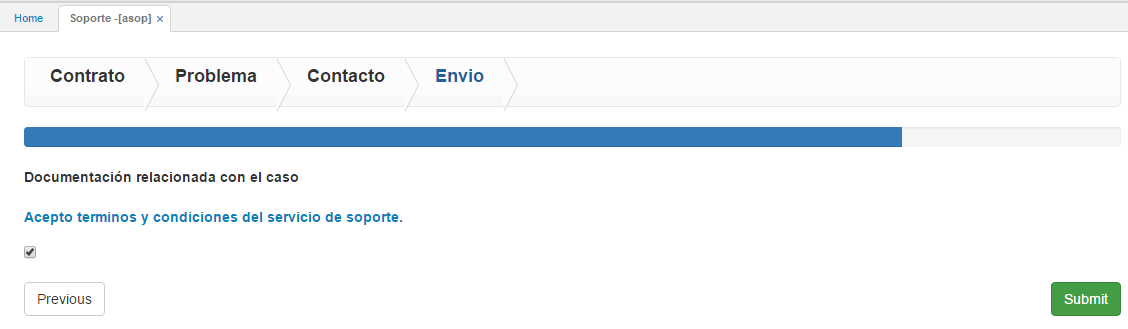 Home Soporte -[asop] ×
Contrato Problema Contacto Envio
Documentación relacionada con el caso
Acepto terminos y condiciones del servicio de soporte.
Previous Submit